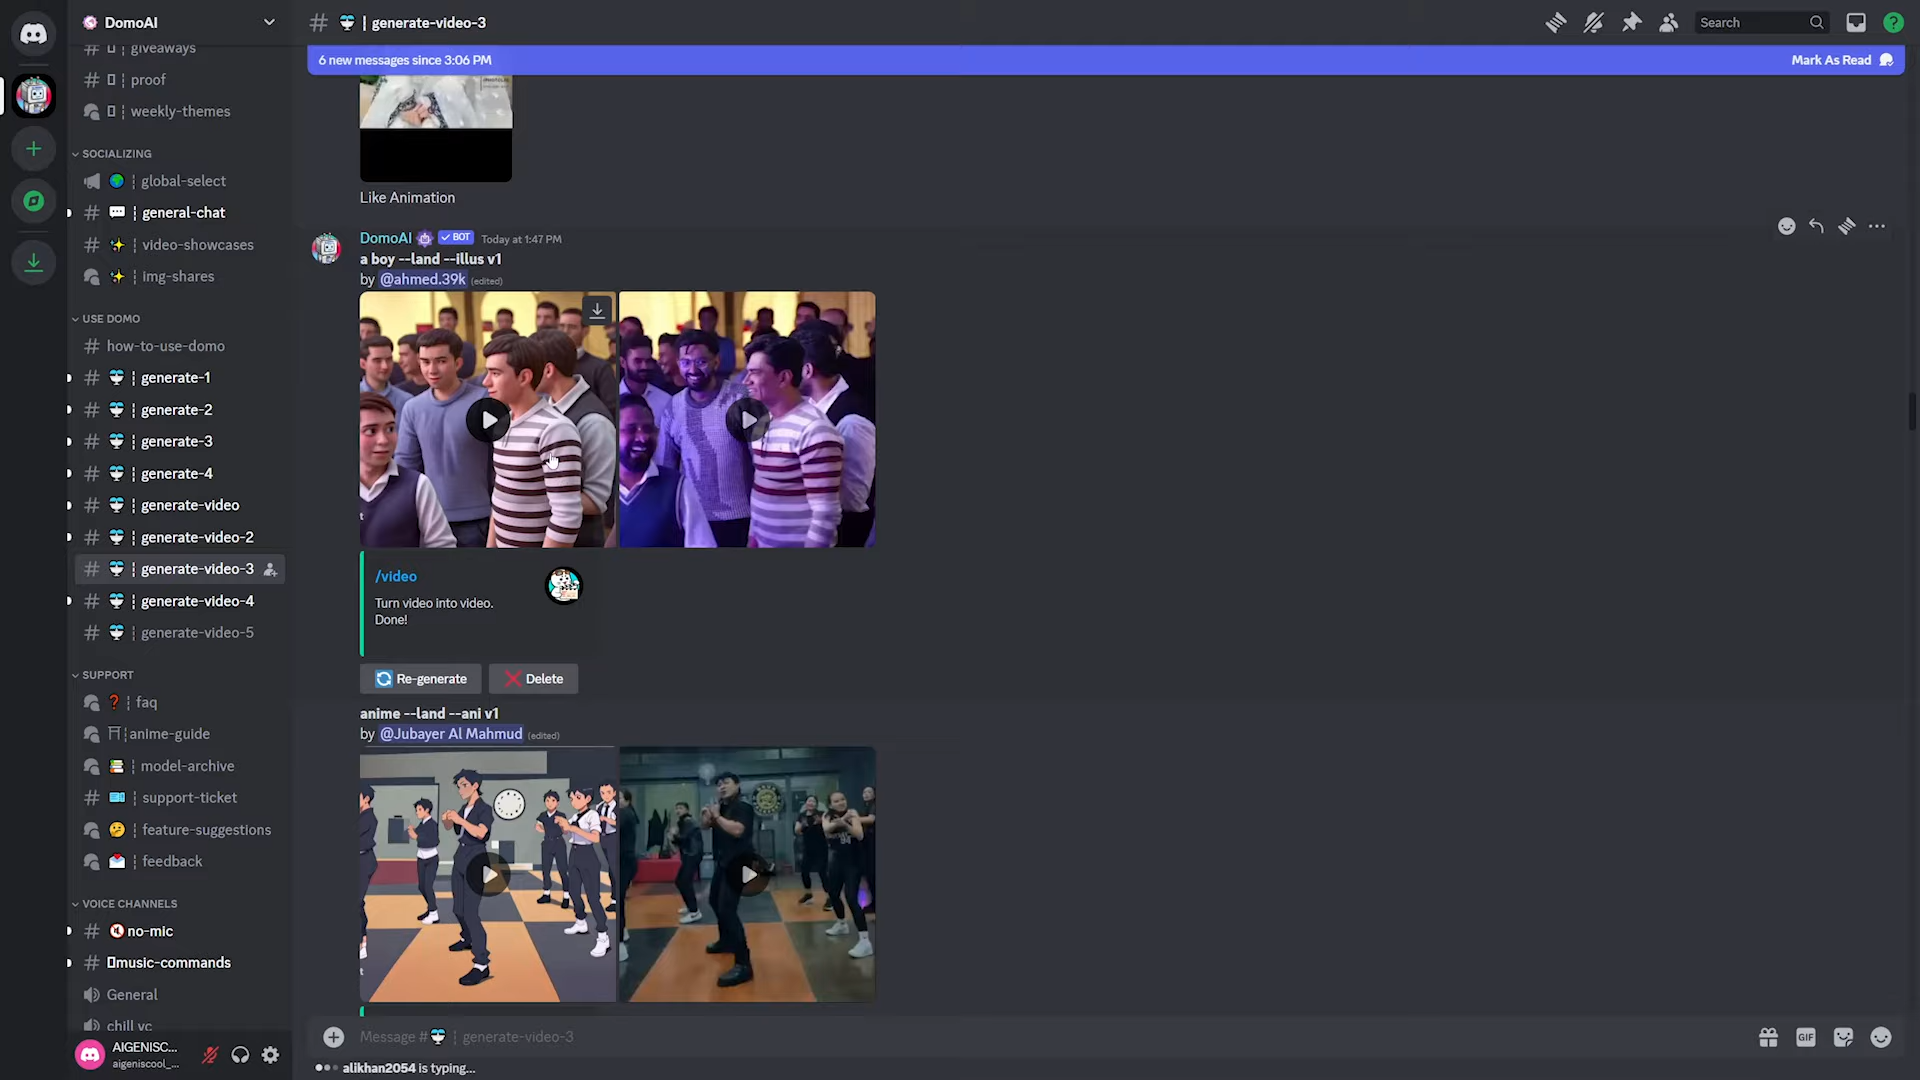 DomoAI
giveaways
proof
weekly-themes
SOCIALIZING
global-select
general-chat
video-showcases
img-shares
USE DOMO
how-to-use-domo
generate-1
generate-2
generate-3
generate-4
generate-video
generate-video-2
generate-video-3
generate-video-4
generate-video-5
SUPPORT
faq
anime-guide
model-archive
support-ticket
feature-suggestions
feedback
VOICE CHANNELS
no-mic
music-commands
General
chill vc
AIGENISC...
aigeniscool_...
| generate-video-3
Search
6 new messages since 3:06 PM
Mark As Read
Like Animation
DomoAI BOT Today at 1:47 PM
a boy --land --illus v1
by @ahmed.39k (edited)
/video
Turn video into video.
Done!
Re-generate
Delete
anime --land --ani v1
by @Jubayer Al Mahmud (edited)
Message # ¦ generate-video-3
GIF
alikhan2054 is typing...